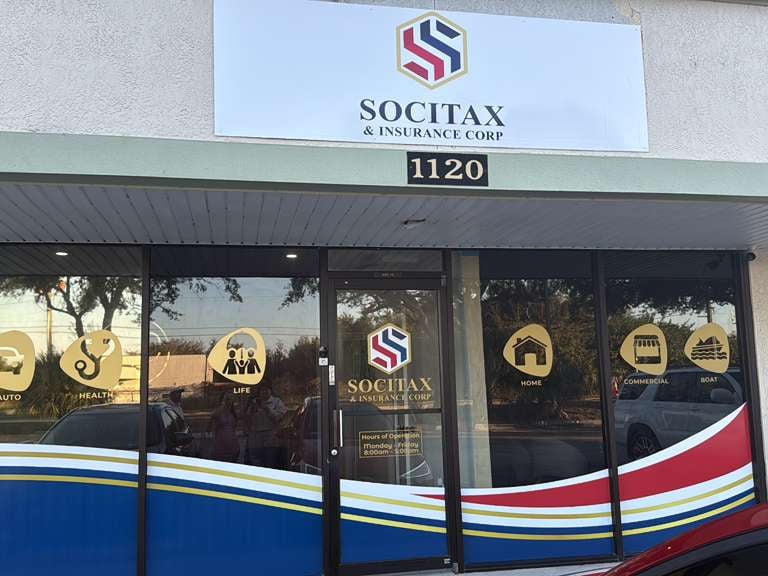 SOCITAX
& INSURANCE CORP
1120
AUTO
HEALTH
LIFE
SOCITAX
& INSURANCE CORP
Hours of Operation
Monday - Friday
8:00am - 5:00am
HOME
COMMERCIAL
BOAT